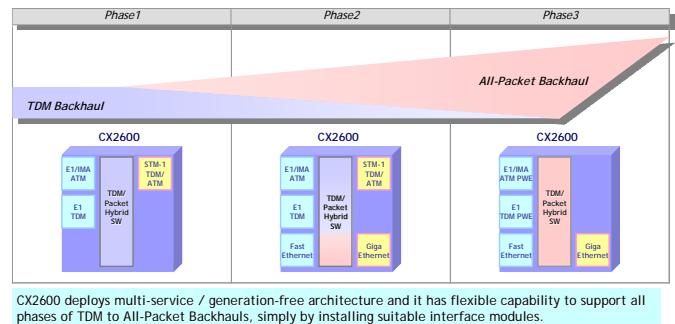 Phase1
Phase2
Phase3
All-Packet Backhaul
TDM Backhaul
CX2600
CX2600
CX2600
E1/IMA
ATM
E1
TDM
TDM/
Packet
Hybrid
SW
STM-1
TDM/
ATM
E1/IMA
ATM
E1
TDM
Fast
Ethernet
TDM/
Packet
Hybrid
SW
STM-1
TDM/
ATM
Giga
Ethernet
E1/IMA
ATM PWE
E1
TDM PWE
Fast
Ethernet
TDM/
Packet
Hybrid
SW
Giga
Ethernet
CX2600 deploys multi-service / generation-free architecture and it has flexible capability to support all
phases of TDM to All-Packet Backhauls, simply by installing suitable interface modules.